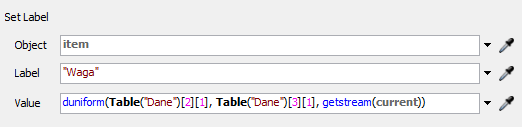 Set Label
Object item
Label "Waga"
Value duniform(Table("Dane")[2][1], Table("Dane")[3][1], getstream(current))